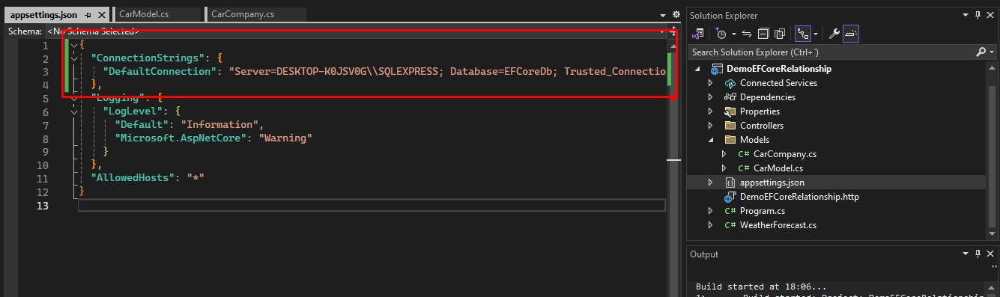 appsettings.json
CarModel.cs
CarCompany.cs
Schema: <No Schema Selected>
1 {
2 "ConnectionStrings": {
3 "DefaultConnection": "Server=DESKTOP-K0JSV0G\\SQLEXPRESS; Database=EFCoreDb; Trusted_Connectio
4 },
5 "Logging": {
6 "LogLevel": {
7 "Default": "Information",
8 "Microsoft.AspNetCore": "Warning"
9 }
10 },
11 "AllowedHosts": "*"
12 }
13
Solution Explorer
Search Solution Explorer (Ctrl+´)
DemoEFCoreRelationship
Connected Services
Dependencies
Properties
Controllers
Models
C# CarCompany.cs
C# CarModel.cs
appsettings.json
DemoEFCoreRelationship.http
C# Program.cs
C# WeatherForecast.cs
Output
Build started at 18:06...